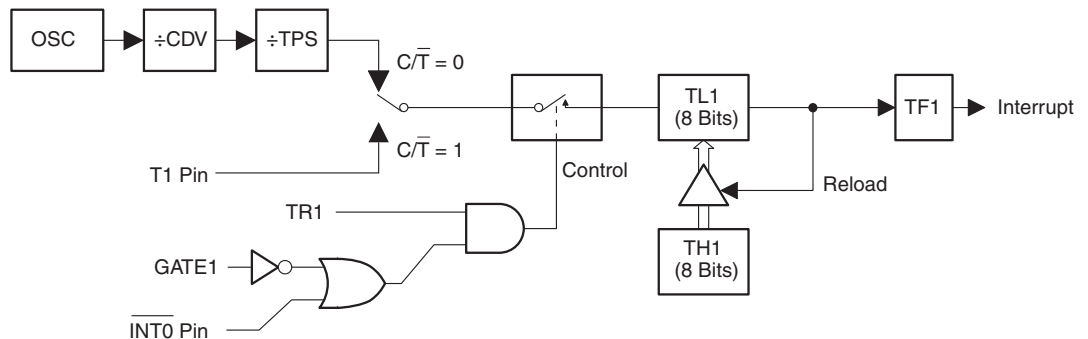 OSC
÷CDV
÷TPS
C/T̅ = 0
C/T̅ = 1
T1 Pin
TL1
(8 Bits)
TF1
Interrupt
Control
Reload
TR1
TH1
(8 Bits)
GATE1
I̅N̅T̅0̅ Pin